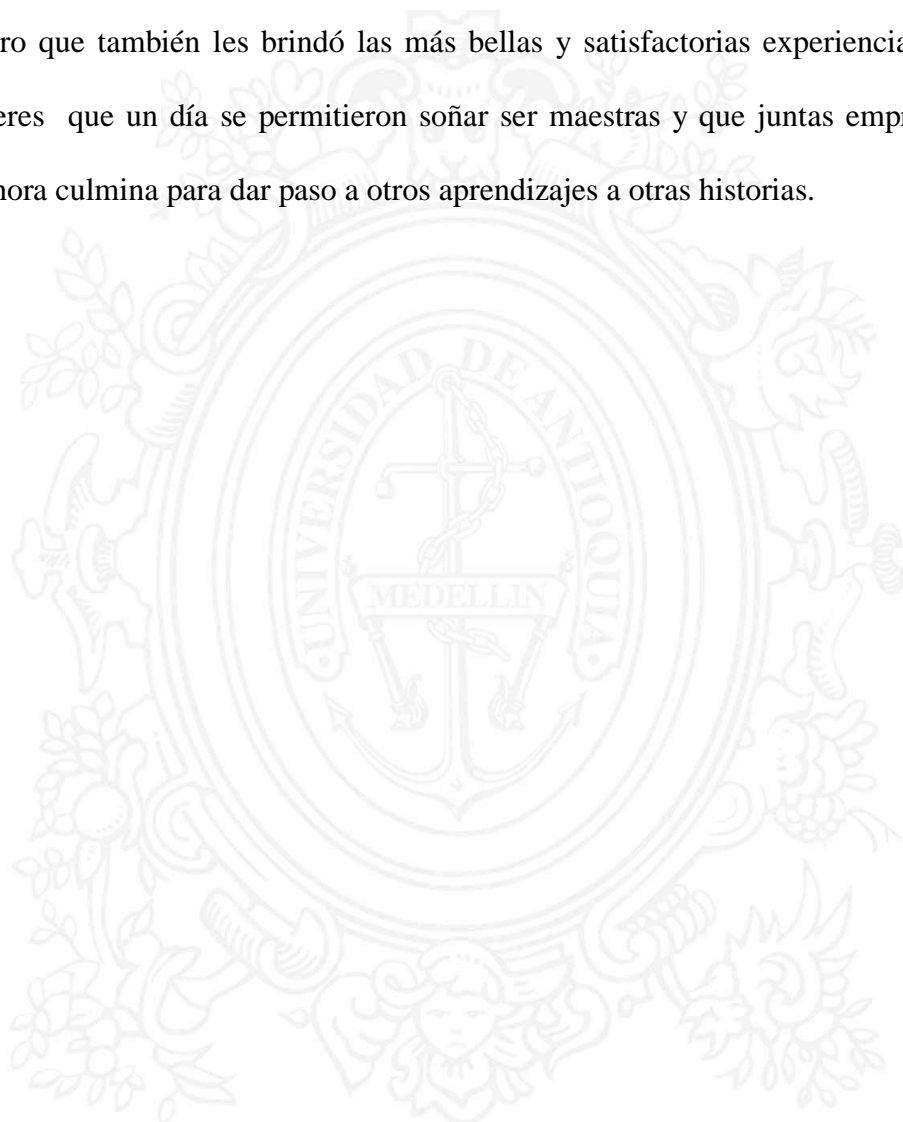 ro que también les brindó las más bellas y satisfactorias experiencia
eres que un día se permitieron soñar ser maestras y que juntas empr
ora culmina para dar paso a otros aprendizajes a otras historias.
UNIVERSIDAD DE ANTIOQUIA
MEDELLIN